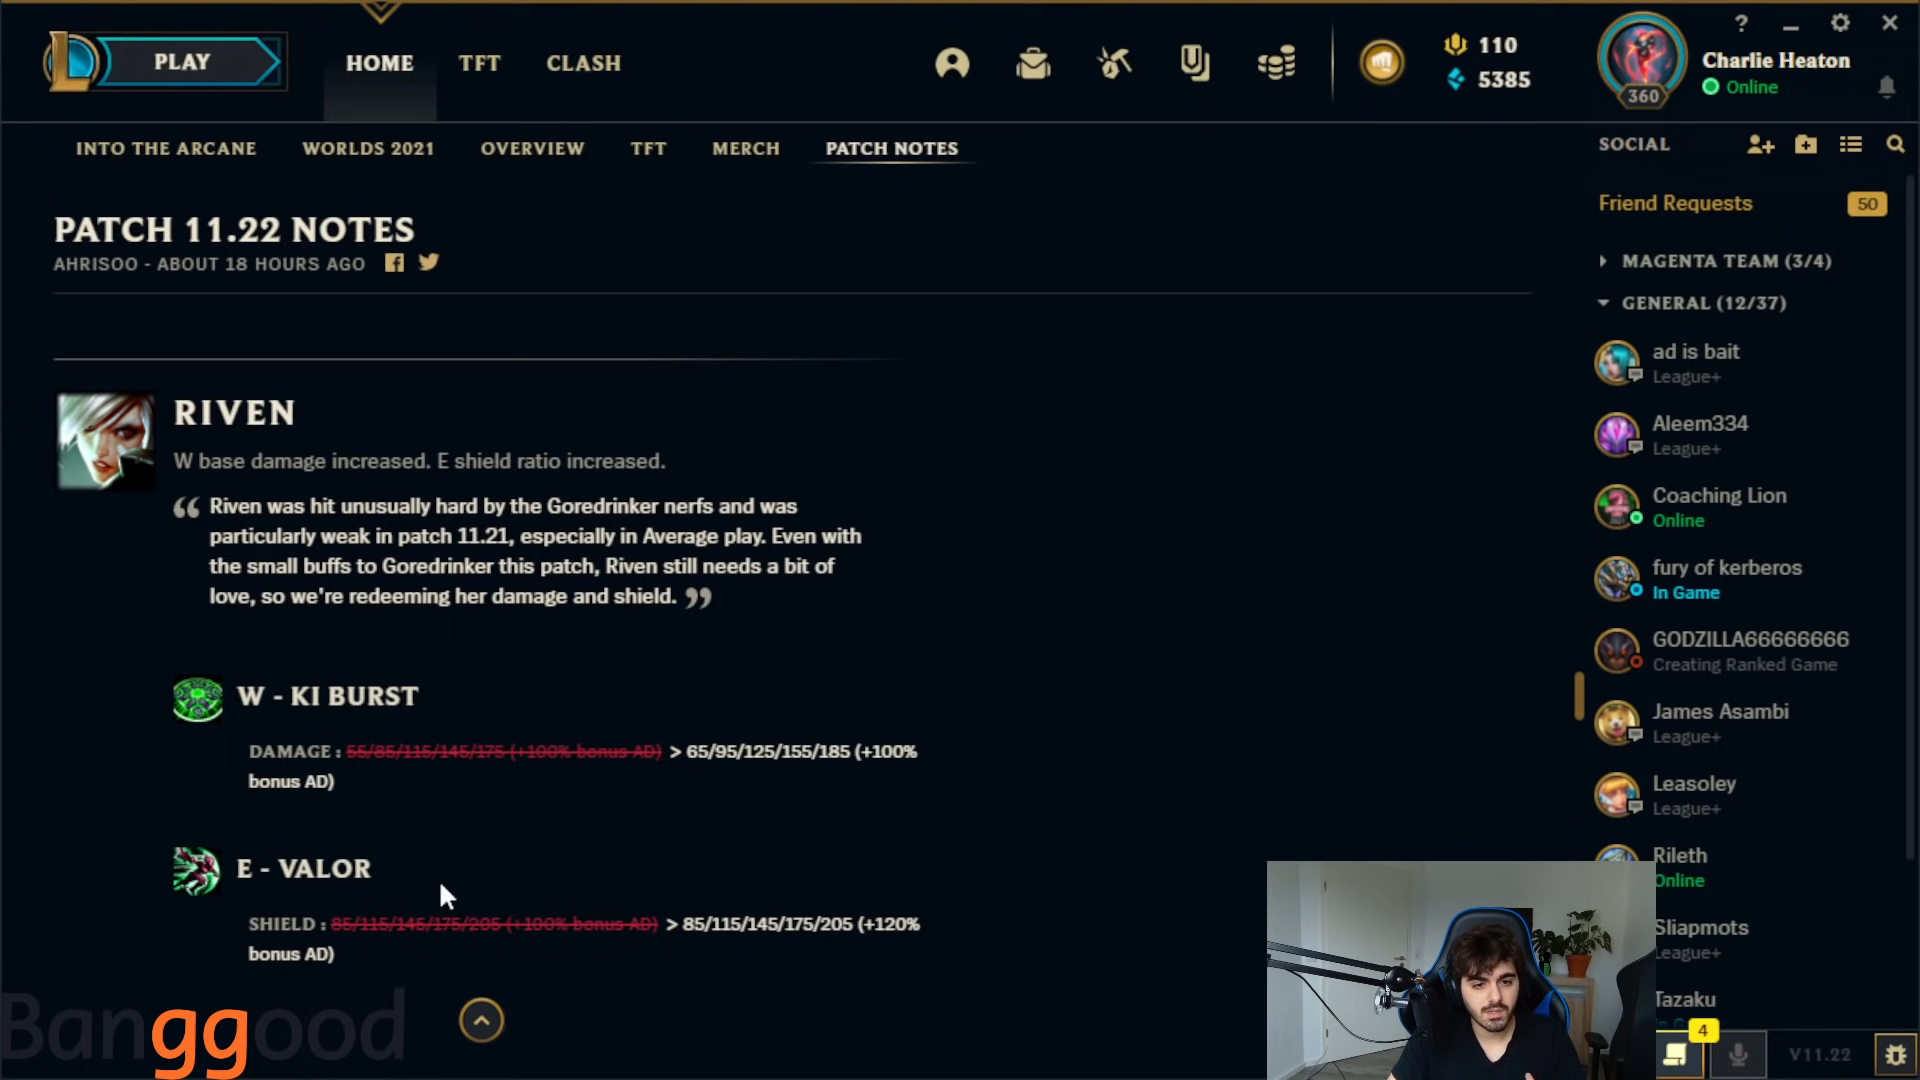 PLAY
HOME
TFT
CLASH
110
5385
360
?
Charlie Heaton
Online
INTO THE ARCANE
WORLDS 2021
OVERVIEW
TFT
MERCH
PATCH NOTES
PATCH 11.22 NOTES
AHRISOO - ABOUT 18 HOURS AGO
RIVEN
W base damage increased. E shield ratio increased.
“ Riven was hit unusually hard by the Goredrinker nerfs and was
particularly weak in patch 11.21, especially in Average play. Even with
the small buffs to Goredrinker this patch, Riven still needs a bit of
love, so we're redeeming her damage and shield. ”
W - KI BURST
DAMAGE : 55/85/115/145/175 (+100% bonus AD) > 65/95/125/155/185 (+100%
bonus AD)
E - VALOR
SHIELD : 85/115/145/175/205 (+100% bonus AD) > 85/115/145/175/205 (+120%
bonus AD)
Banggood
SOCIAL
Friend Requests
50
MAGENTA TEAM (3/4)
GENERAL (12/37)
ad is bait
League+
Aleem334
League+
Coaching Lion
Online
fury of kerberos
In Game
GODZILLA66666666
Creating Ranked Game
James Asambi
League+
Leasoley
League+
Rileth
Online
Sliapmots
League+
Tazaku
4
V11.22